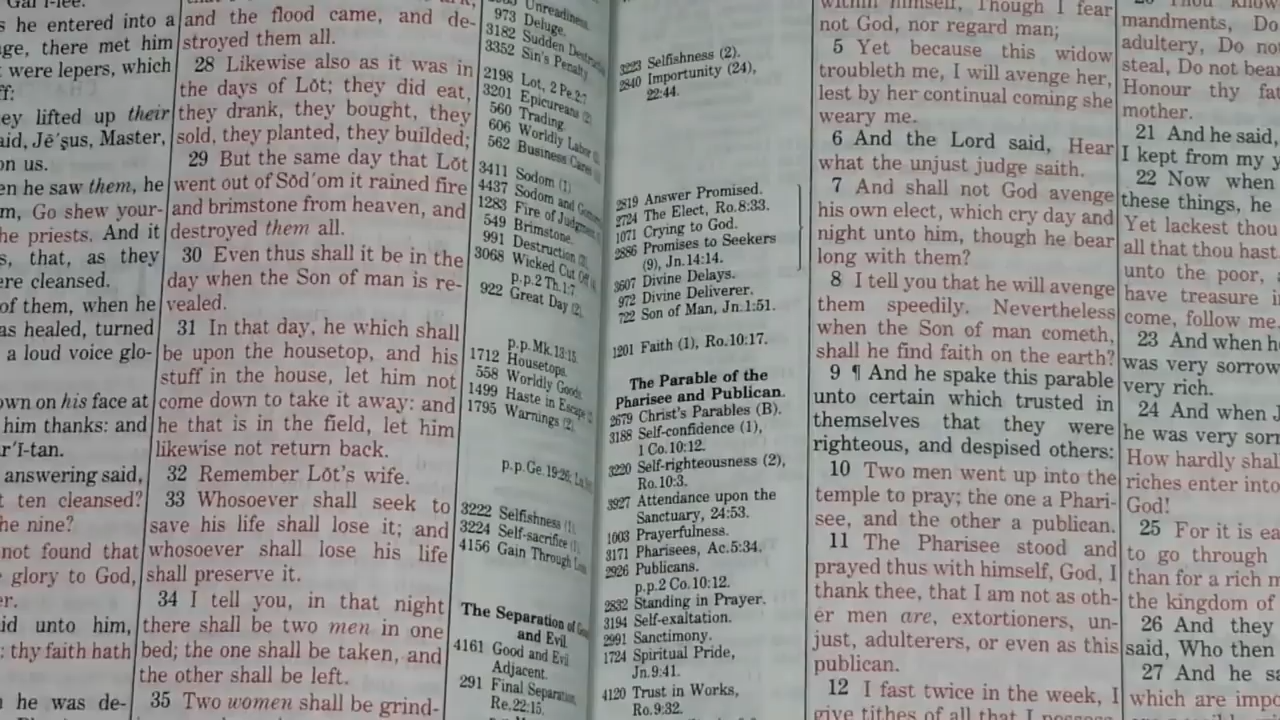 s he entered into a
ge, there met him
were lepers, which
ff:
ey lifted up their
aid, Jē´ṣus, Master,
on us.
en he saw them, he
m, Go shew your-
he priests. And it
s, that, as they
ere cleansed.
of them, when he
as healed, turned
a loud voice glo-
own on his face at
him thanks: and
r´ĭ-tan.
answering said,
t ten cleansed?
he nine?
not found that
glory to God,
er.
id unto him,
: thy faith hath
he was de-
and the flood came, and de-
stroyed them all.
28 Likewise also as it was in
the days of Lŏt; they did eat,
they drank, they bought, they
sold, they planted, they builded;
29 But the same day that Lŏt
went out of Sŏd´om it rained fire
and brimstone from heaven, and
destroyed them all.
30 Even thus shall it be in the
day when the Son of man is re-
vealed.
31 In that day, he which shall
be upon the housetop, and his
stuff in the house, let him not
come down to take it away: and
he that is in the field, let him
likewise not return back.
32 Remember Lŏt's wife.
33 Whosoever shall seek to
save his life shall lose it; and
whosoever shall lose his life
shall preserve it.
34 I tell you, in that night
there shall be two men in one
bed; the one shall be taken, and
the other shall be left.
35 Two women shall be grind-
Unreadiness.
973 Deluge.
3182 Sudden
3352 Sin's Penalty
2198 Lot, 2 Pe.2:7
3201 Epicureans (2)
560 Trading.
606 Worldly Labor
562 Business Cares
3411 Sodom (1)
4437 Sodom and
1283 Fire of Judgment
549 Brimstone.
991 Destruction
3068 Wicked Cut Off
p.p.2 Th.1:7
922 Great Day (2).
p.p.Mk.13:15.
1712 Housetops.
558 Worldly Goods
1499 Haste in Escape
1795 Warnings (2).
p.p.Ge.19:26;
3222 Selfishness (1).
3224 Self-sacrifice
4156 Gain Through
The Separation of
and Evil.
4161 Good and Evil
Adjacent.
291 Final Separation,
Re.22:15.
3223 Selfishness (2).
2840 Importunity (24),
22:44.
2819 Answer Promised.
2724 The Elect, Ro.8:33.
1071 Crying to God.
2886 Promises to Seekers
(9), Jn.14:14.
3607 Divine Delays.
972 Divine Deliverer.
722 Son of Man, Jn.1:51.
1201 Faith (1), Ro.10:17.
The Parable of the
Pharisee and Publican.
2679 Christ's Parables (B).
3188 Self-confidence (1),
1 Co.10:12.
3220 Self-righteousness (2),
Ro.10:3.
3927 Attendance upon the
Sanctuary, 24:53.
1003 Prayerfulness.
3171 Pharisees, Ac.5:34.
2926 Publicans.
p.p.2 Co.10:12.
2832 Standing in Prayer.
3194 Self-exaltation.
2991 Sanctimony.
1724 Spiritual Pride,
Jn.9:41.
4120 Trust in Works,
Ro.9:32.
within himself, Though I fear
not God, nor regard man;
5 Yet because this widow
troubleth me, I will avenge her,
lest by her continual coming she
weary me.
6 And the Lord said, Hear
what the unjust judge saith.
7 And shall not God avenge
his own elect, which cry day and
night unto him, though he bear
long with them?
8 I tell you that he will avenge
them speedily. Nevertheless
when the Son of man cometh,
shall he find faith on the earth?
9 ¶ And he spake this parable
unto certain which trusted in
themselves that they were
righteous, and despised others:
10 Two men went up into the
temple to pray; the one a Phari-
see, and the other a publican.
11 The Pharisee stood and
prayed thus with himself, God, I
thank thee, that I am not as oth-
er men are, extortioners, un-
just, adulterers, or even as this
publican.
12 I fast twice in the week, I
give tithes of all that I possess
mandments, Do
adultery, Do no
steal, Do not bea
Honour thy fat
mother.
21 And he said,
I kept from my y
22 Now when
these things, he
Yet lackest thou
all that thou hast
unto the poor,
have treasure i
come, follow me.
23 And when h
was very sorrow
very rich.
24 And when
he was very sorr
How hardly shal
riches enter into
God!
25 For it is ea
to go through
than for a rich m
the kingdom of
26 And they
said, Who then
27 And he sa
which are impo